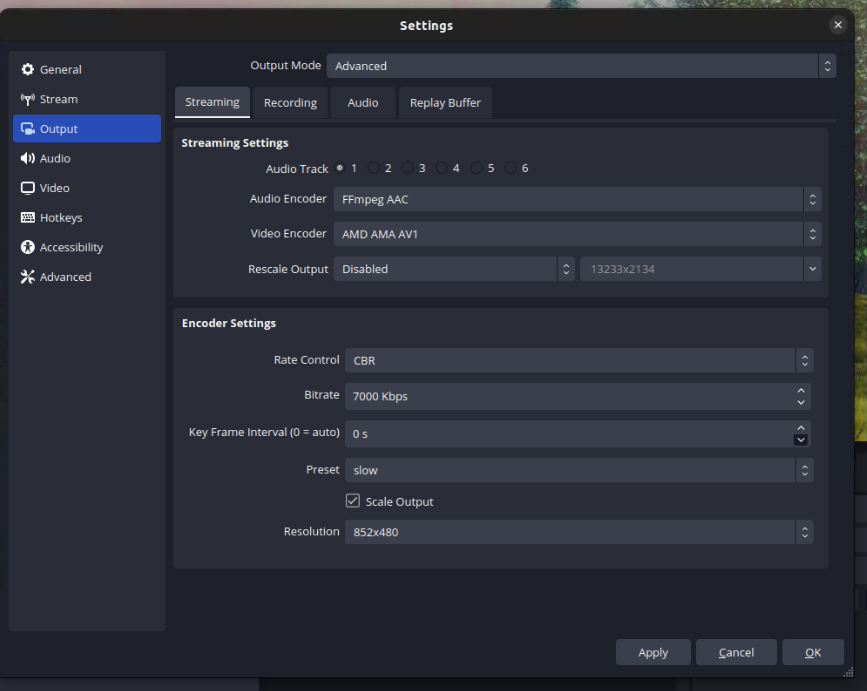 Settings
General
Stream
Output
Audio
Video
Hotkeys
Accessibility
Advanced
Output Mode Advanced
Streaming Recording Audio Replay Buffer
Streaming Settings
Audio Track 1 2 3 4 5 6
Audio Encoder FFmpeg AAC
Video Encoder AMD AMA AV1
Rescale Output Disabled 13233x2134
Encoder Settings
Rate Control CBR
Bitrate 7000 Kbps
Key Frame Interval (0 = auto) 0 s
Preset slow
Scale Output
Resolution 852x480
Apply Cancel OK